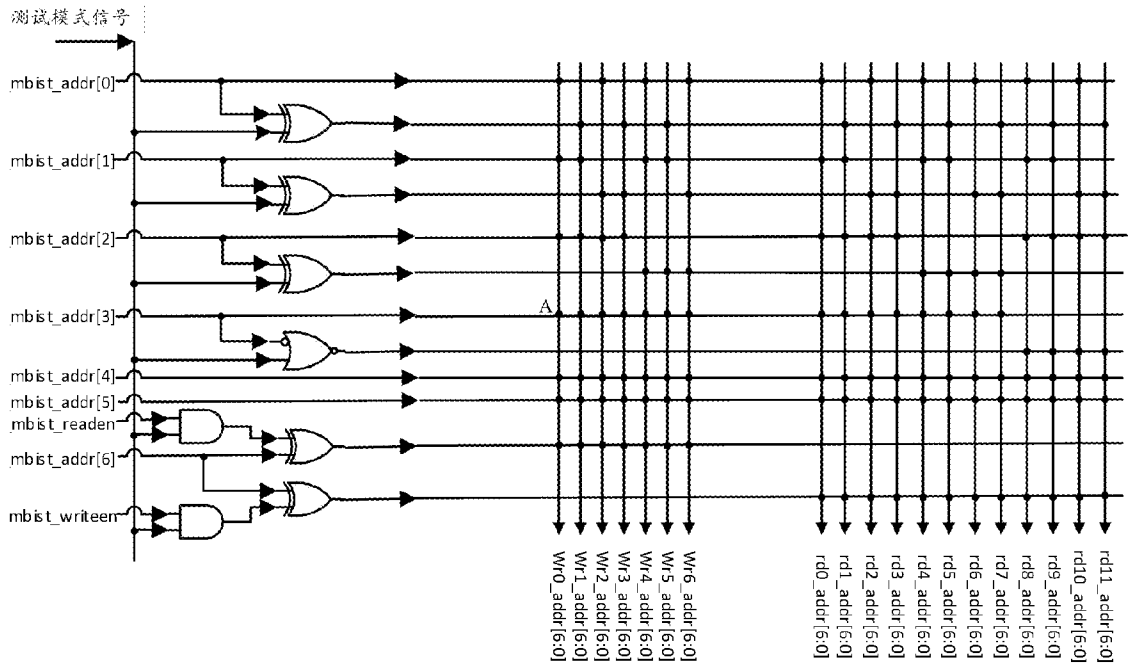 测试模式信号
mbist_addr[0]
mbist_addr[1]
mbist_addr[2]
mbist_addr[3]
A
mbist_addr[4]
mbist_addr[5]
mbist_readen
mbist_addr[6]
mbist_writeen
Wr0_addr[6:0]
Wr1_addr[6:0]
Wr2_addr[6:0]
Wr3_addr[6:0]
Wr4_addr[6:0]
Wr5_addr[6:0]
Wr6_addr[6:0]
rd0_addr[6:0]
rd1_addr[6:0]
rd2_addr[6:0]
rd3_addr[6:0]
rd4_addr[6:0]
rd5_addr[6:0]
rd6_addr[6:0]
rd7_addr[6:0]
rd8_addr[6:0]
rd9_addr[6:0]
rd10_addr[6:0]
rd11_addr[6:0]